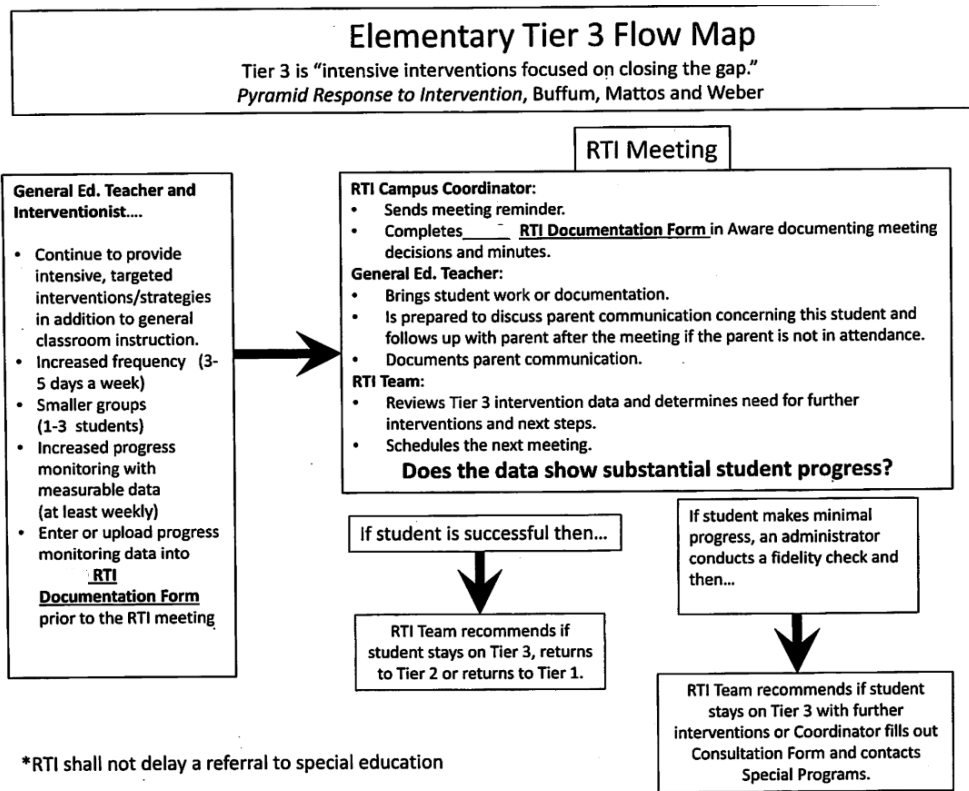 Elementary Tier 3 Flow Map
Tier 3 is “intensive interventions focused on closing the gap.”
Pyramid Response to Intervention, Buffum, Mattos and Weber
General Ed. Teacher and
Interventionist....
• Continue to provide
intensive, targeted
interventions/strategies
in addition to general
classroom instruction.
• Increased frequency (3-
5 days a week)
• Smaller groups
(1-3 students)
• Increased progress
monitoring with
measurable data
(at least weekly)
• Enter or upload progress
monitoring data into
RTI
Documentation Form
prior to the RTI meeting
RTI Meeting
RTI Campus Coordinator:
• Sends meeting reminder.
• Completes_____ RTI Documentation Form in Aware documenting meeting
decisions and minutes.
General Ed. Teacher:
• Brings student work or documentation.
• Is prepared to discuss parent communication concerning this student and
follows up with parent after the meeting if the parent is not in attendance.
• Documents parent communication.
RTI Team:
• Reviews Tier 3 intervention data and determines need for further
interventions and next steps.
• Schedules the next meeting.
Does the data show substantial student progress?
If student is successful then...
RTI Team recommends if
student stays on Tier 3, returns
to Tier 2 or returns to Tier 1.
If student makes minimal
progress, an administrator
conducts a fidelity check and
then...
RTI Team recommends if student
stays on Tier 3 with further
interventions or Coordinator fills out
Consultation Form and contacts
Special Programs.
*RTI shall not delay a referral to special education